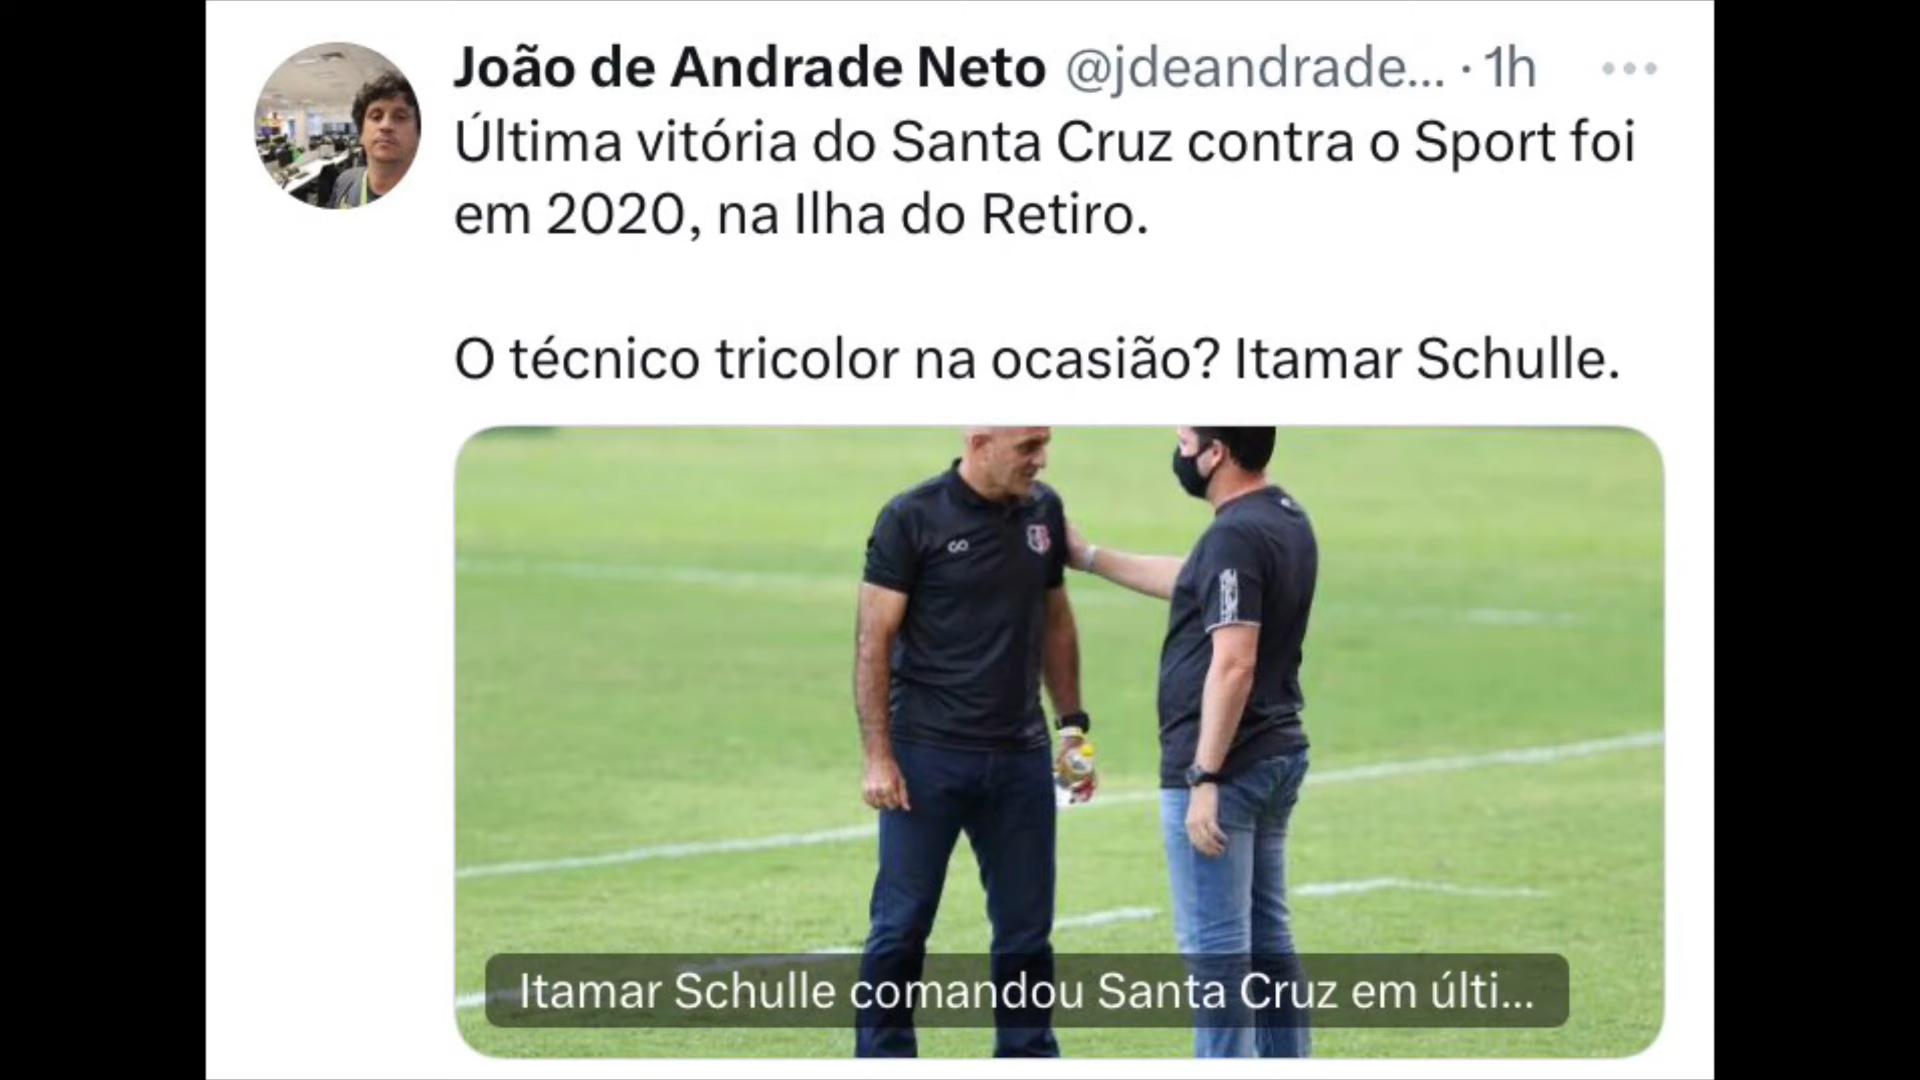 João de Andrade Neto @jdeandrade... · 1h
Última vitória do Santa Cruz contra o Sport foi
em 2020, na Ilha do Retiro.
O técnico tricolor na ocasião? Itamar Schulle.
Itamar Schulle comandou Santa Cruz em últi...